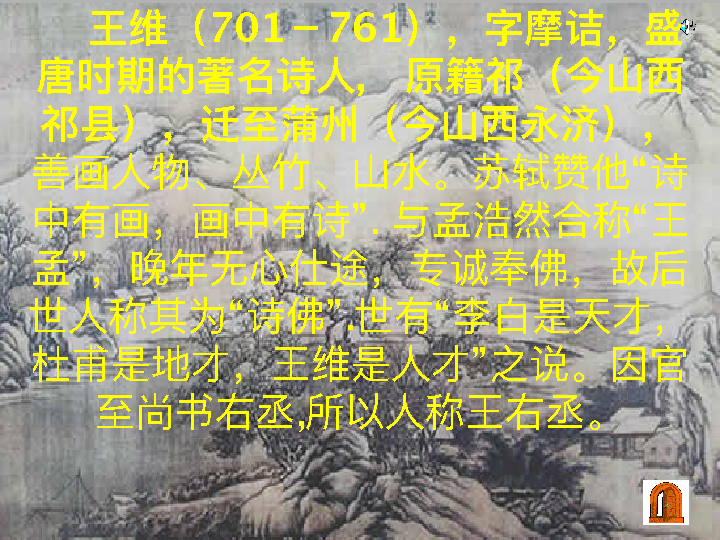 王维（701－761），字摩诘，盛
唐时期的著名诗人， 原籍祁（今山西
祁县），迁至蒲州（今山西永济），
善画人物、丛竹、山水。苏轼赞他“诗
中有画，画中有诗”. 与孟浩然合称“王
孟”，晚年无心仕途，专诚奉佛，故后
世人称其为“诗佛”.世有“李白是天才，
杜甫是地才，王维是人才”之说。因官
至尚书右丞,所以人称王右丞。